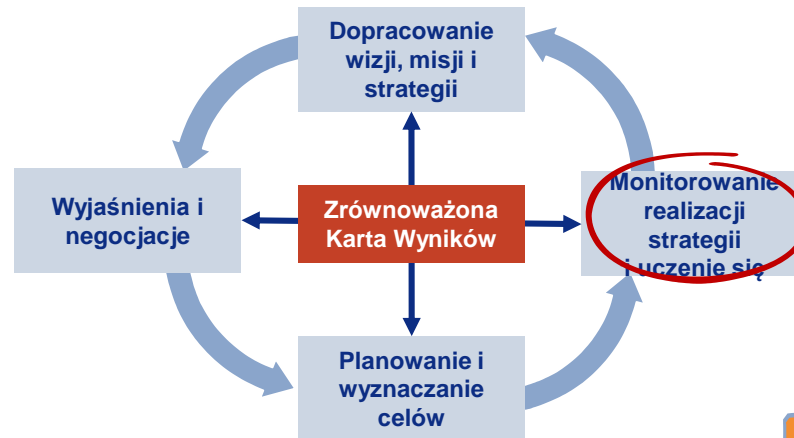 Dopracowanie
wizji, misji i
strategii
Wyjaśnienia i
negocjacje
Zrównoważona
Karta Wyników
Monitorowanie
realizacji
strategii
i uczenie się
Planowanie i
wyznaczanie
celów